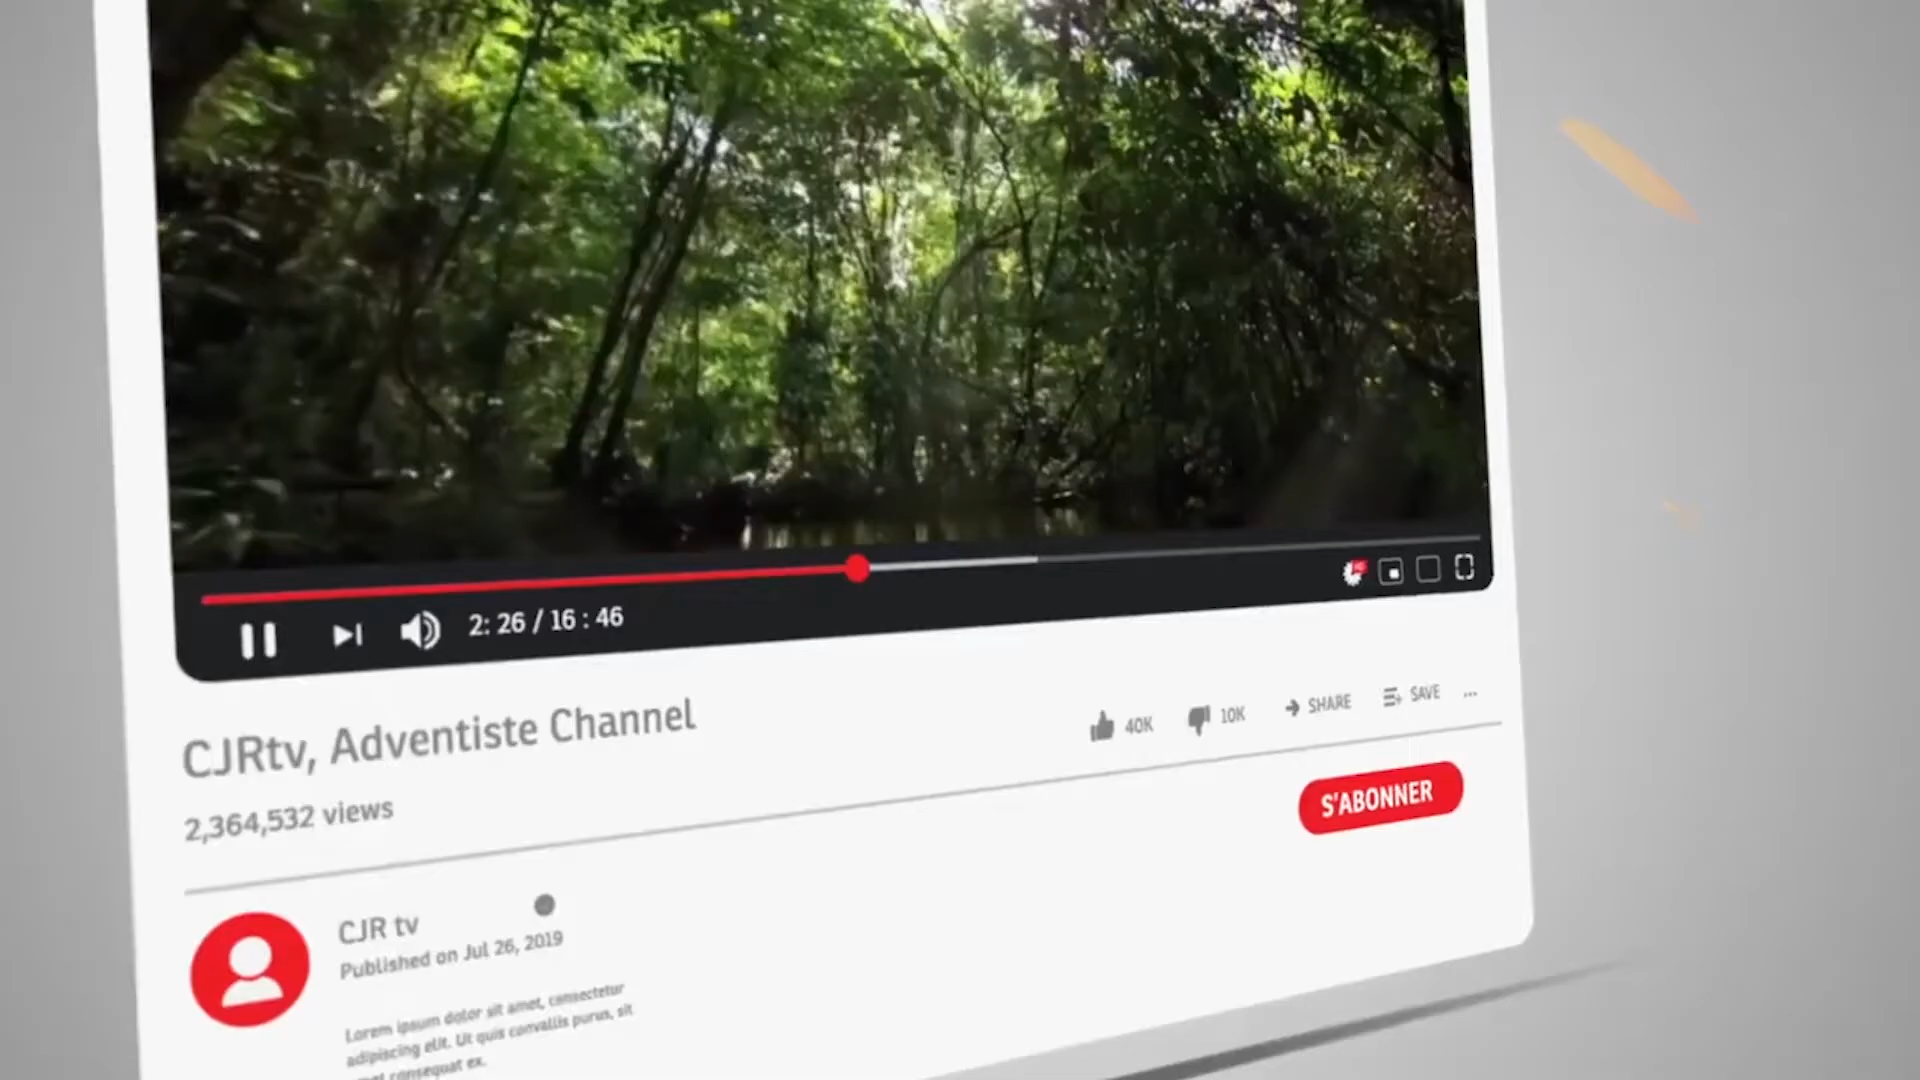 2: 26 / 16 : 46
CJRtv, Adventiste Channel
40K
10K
SHARE
SAVE
...
2,364,532 views
S'ABONNER
CJR tv
Published on Jul 26, 2019
Lorem ipsum dolor sit amet, consectetur
adipiscing elit. Ut quis convallis purus, sit
consequat ex.